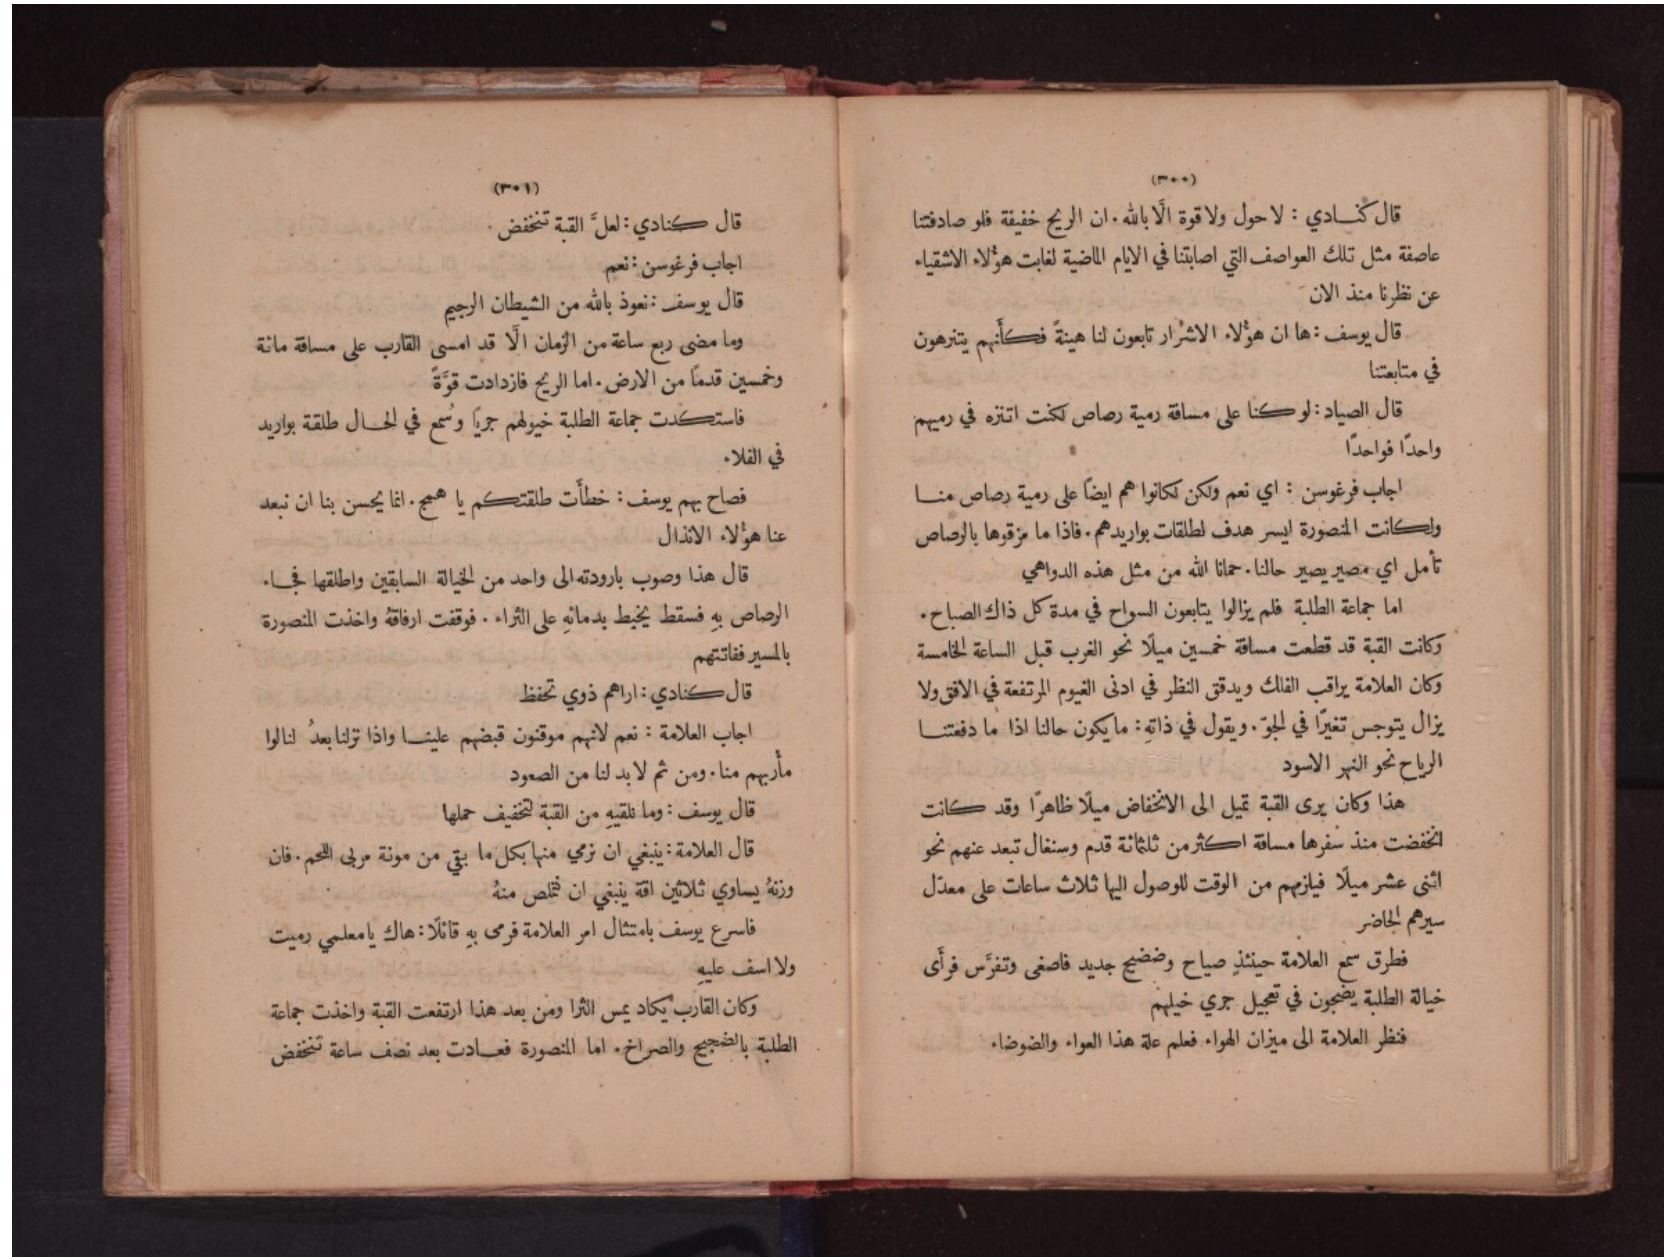 (٣٠٠)
قال كنادي : لا حول ولا قوة الَّا بالله . ان الريح خفيفة فلو صادفتنا
عاصفة مثل تلك العواصف التي اصابتنا في الايام الماضية لغابت هؤلاء الاشقياء
عن نظرنا منذ الان
قال يوسف : ها ان هؤلاء الاشرار تابعون لنا هينةً فكأَنهم يتنزهون
في متابعتنا
قال الصياد : لو كنا على مسافة رمية رصاص لكنت اتنزه في رميهم
واحدًا فواحدًا
اجاب فرغوسن : اي نعم ولكن لكانوا هم ايضًا على رمية رصاص منا
ولكانت المنصورة ايسر هدف لطلقات بواريدهم . فاذا ما مزقوها بالرصاص
تأمل اي مصير يصير حالنا . حمانا الله من مثل هذه الدواهي
اما جماعة الطلبة فلم يزالوا يتابعون السواح في مدة كل ذاك الصباح .
وكانت القبة قد قطعت مسافة خمسين ميلًا نحو الغرب قبل الساعة الخامسة
وكان العلامة يراقب الفلك ويدقق النظر في ادنى الغيوم المرتفعة في الافق ولا
يزال يتوجس تغيرًا في الجوّ . ويقول في ذاتهِ : ما يكون حالنا اذا ما دفعتنا
الرياح نحو النهر الاسود
هذا وكان يرى القبة تميل الى الانخفاض ميلًا ظاهرًا وقد كانت
انخفضت منذ سفرها مسافة اكثر من ثلثمائة قدم وسنغال تبعد عنهم نحو
اثنى عشر ميلًا فيلزمهم من الوقت للوصول اليها ثلاث ساعات على معدّل
سيرهم الحاضر
فطرق سمع العلامة حينئذٍ صياح وضجيج جديد فاصغى وتفرَّس فرأَى
خيالة الطلبة يضجون في تعجيل جري خيلهم
فنظر العلامة الى ميزان الهواء فعلم علة هذا العواء والضوضاء .
(٣٠١)
قال كنادي : لعلَّ القبة تنخفض .
اجاب فرغوسن : نعم
قال يوسف : نعوذ بالله من الشيطان الرجيم
وما مضى ربع ساعة من الزمان الَّا قد امسى القارب على مسافة مائة
وخمسين قدمًا من الارض . اما الريح فازدادت قوَّةً
فاستكدت جماعة الطلبة خيولهم جريًا وسُمع في الحال طلقة بواريد
في الفلاء
فصاح بهم يوسف : خطأَت طلقتكم يا همج . انما يحسن بنا ان نبعد
عنا هؤلاء الانذال
قال هذا وصوب بارودته الى واحد من الخيالة السابقين واطلقها فجاء
الرصاص بهِ فسقط يخبط بدمائهِ على الثراء . فوقفت ارفاقهُ واخذت المنصورة
بالمسير ففاتتهم
قال كنادي : اراهم ذوي تحفظ
اجاب العلامة : نعم لانهم موقنون قبضهم علينا واذا نزلنا بعدُ لنالوا
مأَربهم منا . ومن ثم لا بد لنا من الصعود
قال يوسف : وما نلقيهِ من القبة لتخفيف حملها
قال العلامة : ينبغي ان نرمي منها بكل ما بقي من مونة مربى اللحم . فان
وزنهُ يساوي ثلاثين اقة ينبغي ان نتملص منهُ
فاسرع يوسف بامتثال امر العلامة فرمى بهِ قائلًا : هاك يا معلمي رميت
ولا اسف عليهِ
وكان القارب يكاد يمس الثرا ومن بعد هذا ارتفعت القبة واخذت جماعة
الطلبة بالضجيج والصراخ . اما المنصورة فعادت بعد نصف ساعة تنخفض